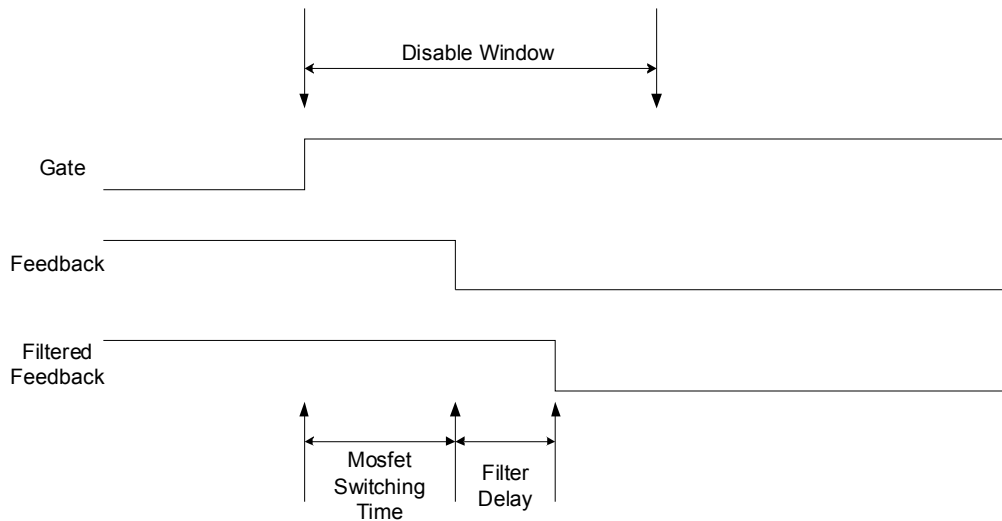 Disable Window
Gate
Feedback
Filtered
Feedback
Mosfet
Switching
Time
Filter
Delay